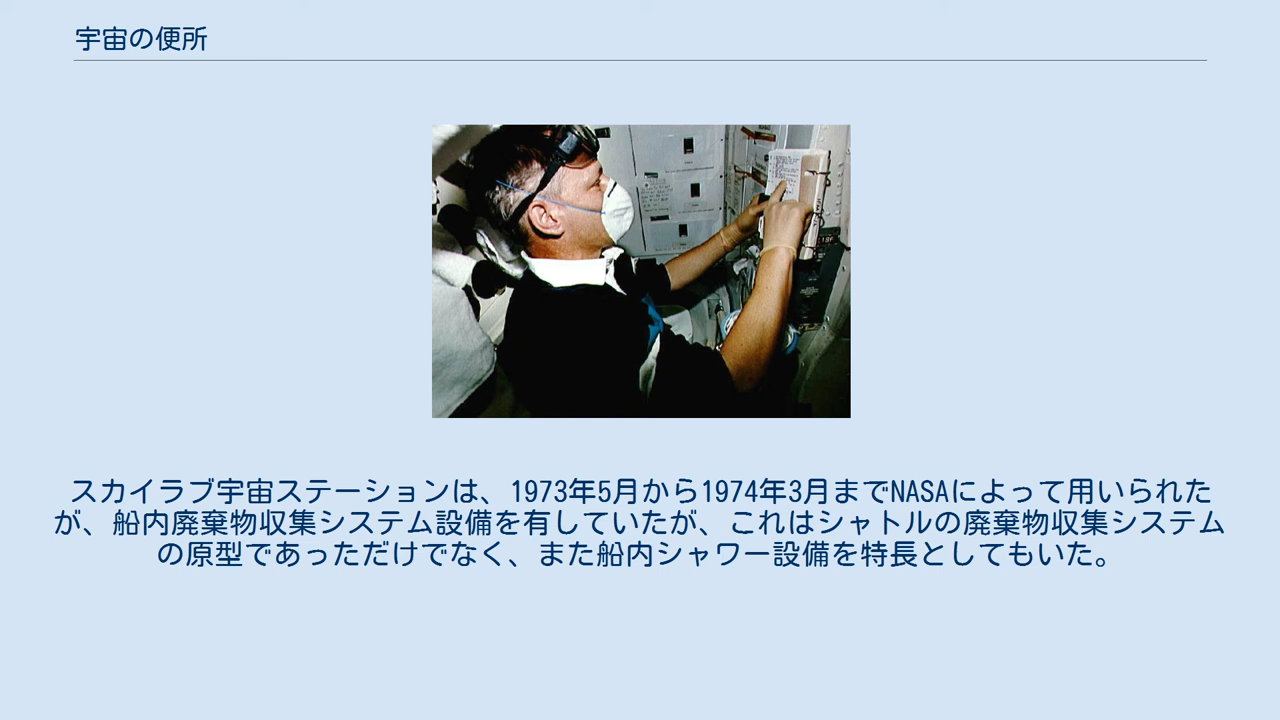 宇宙の便所
スカイラブ宇宙ステーションは、1973年5月から1974年3月までNASAによって用いられた
が、船内廃棄物収集システム設備を有していたが、これはシャトルの廃棄物収集システム
の原型であっただけでなく、また船内シャワー設備を特長としてもいた。